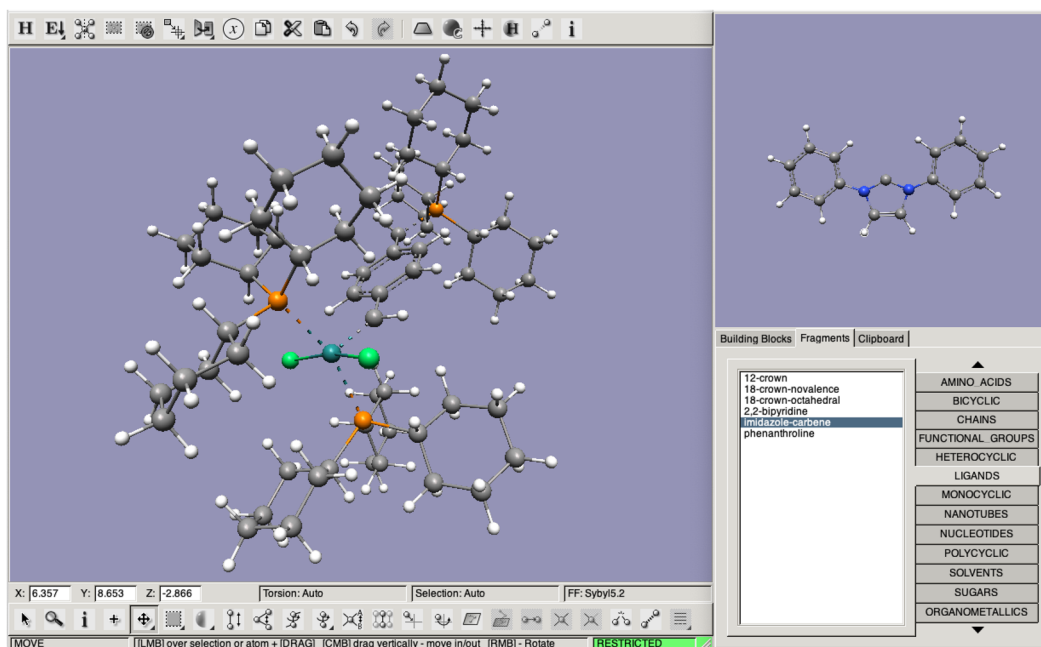 H E H i
Building Blocks Fragments Clipboard
12-crown
18-crown-novalence
18-crown-octahedral
2,2-bipyridine
imidazole-carbene
phenanthroline
AMINO_ACIDS
BICYCLIC
CHAINS
FUNCTIONAL_GROUPS
HETEROCYCLIC
LIGANDS
MONOCYCLIC
NANOTUBES
NUCLEOTIDES
POLYCYCLIC
SOLVENTS
SUGARS
ORGANOMETALLICS
X: 6.357 Y: 8.653 Z: -2.866 Torsion: Auto Selection: Auto FF: Sybyl5.2
MOVE [[LMB] over selection or atom + [DRAG] [CMB] drag vertically - move in/out [RMB] - Rotate RESTRICTED